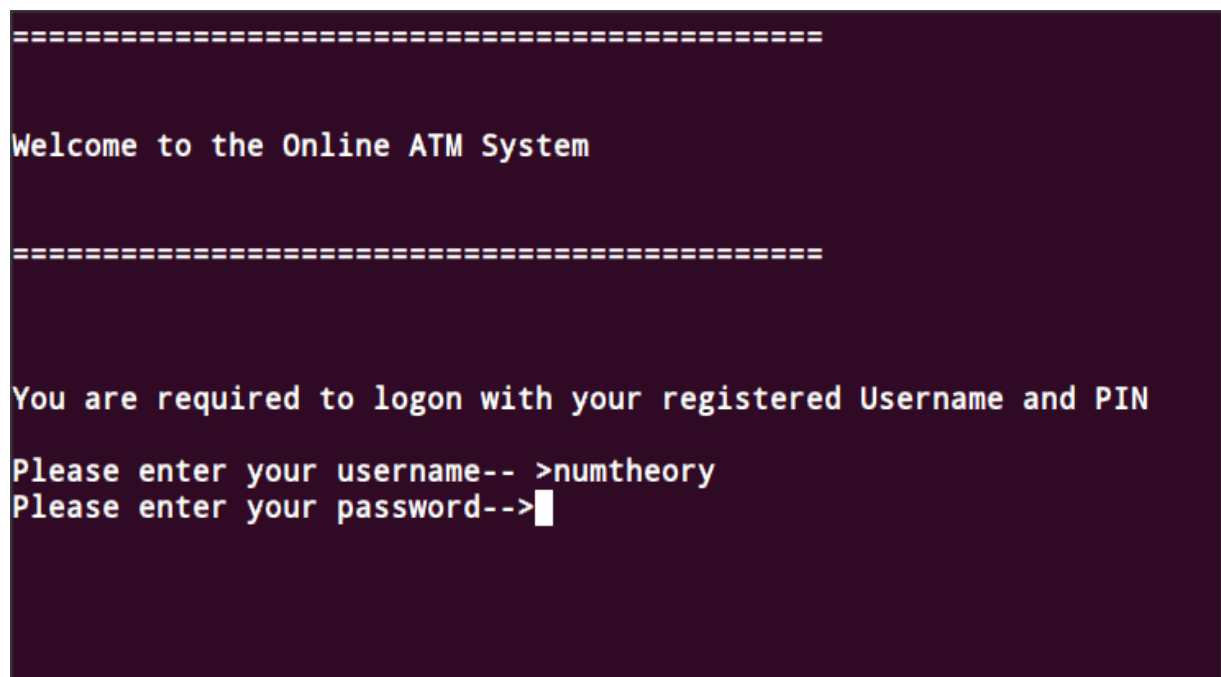 =============================================
Welcome to the Online ATM System
=============================================
You are required to logon with your registered Username and PIN
Please enter your username-- >numtheory
Please enter your password-->